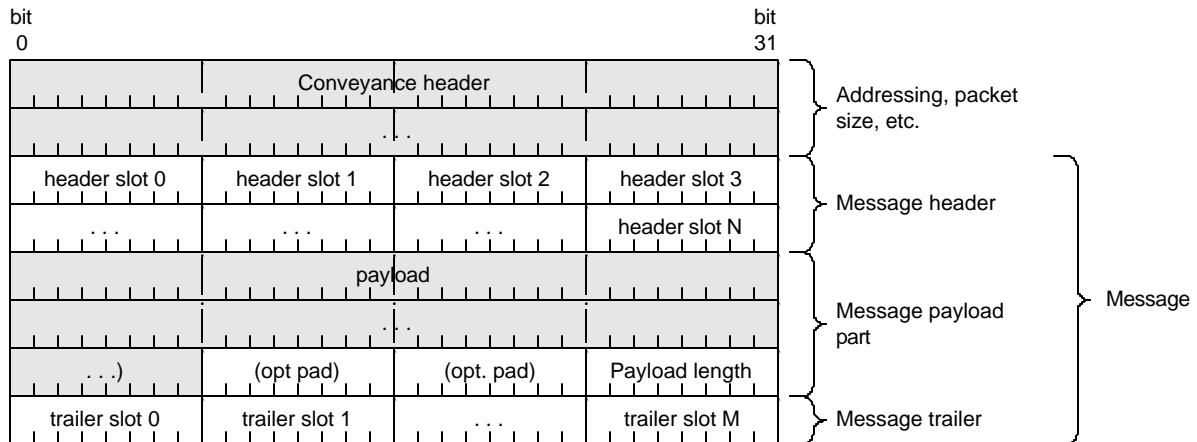 bit bit
0 31
Conveyance header
. . .
Addressing, packet
size, etc.
header slot 0 header slot 1 header slot 2 header slot 3
. . . . . . . . . header slot N
Message header
payload
. . .
. . .) (opt pad) (opt. pad) Payload length
Message payload
part
Message
trailer slot 0 trailer slot 1 . . . trailer slot M
Message trailer